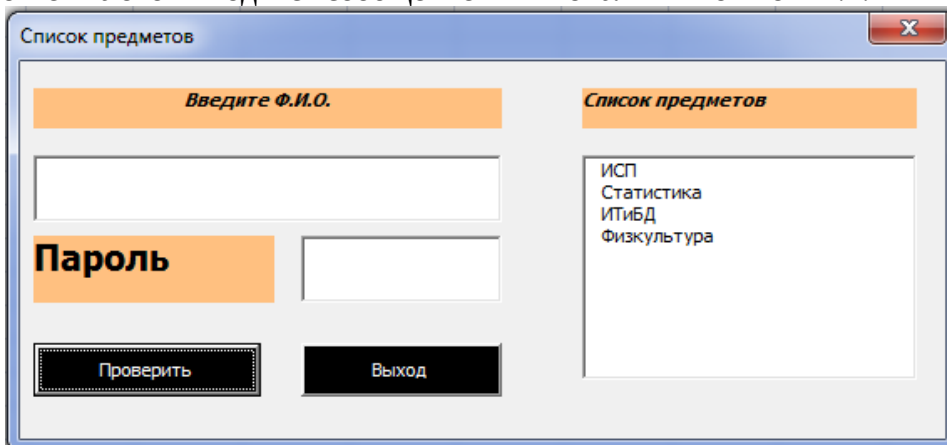 Список предметов
Введите Ф.И.О.
Список предметов
ИСП
Статистика
ИТиБД
Физкультура
Пароль
Проверить
Выход